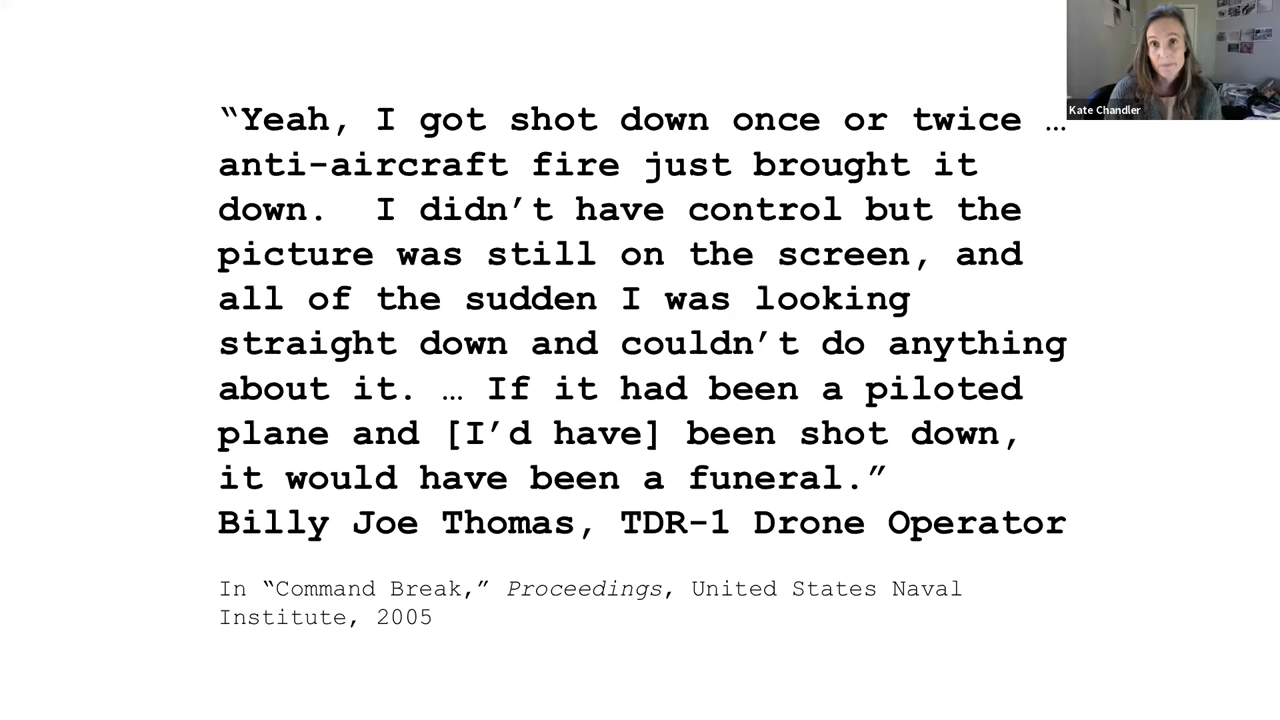 “Yeah, I got shot down once or twice …
anti-aircraft fire just brought it
down.  I didn’t have control but the
picture was still on the screen, and
all of the sudden I was looking
straight down and couldn’t do anything
about it. … If it had been a piloted
plane and [I’d have] been shot down,
it would have been a funeral.”
Billy Joe Thomas, TDR-1 Drone Operator
In “Command Break,” Proceedings, United States Naval
Institute, 2005
Kate Chandler